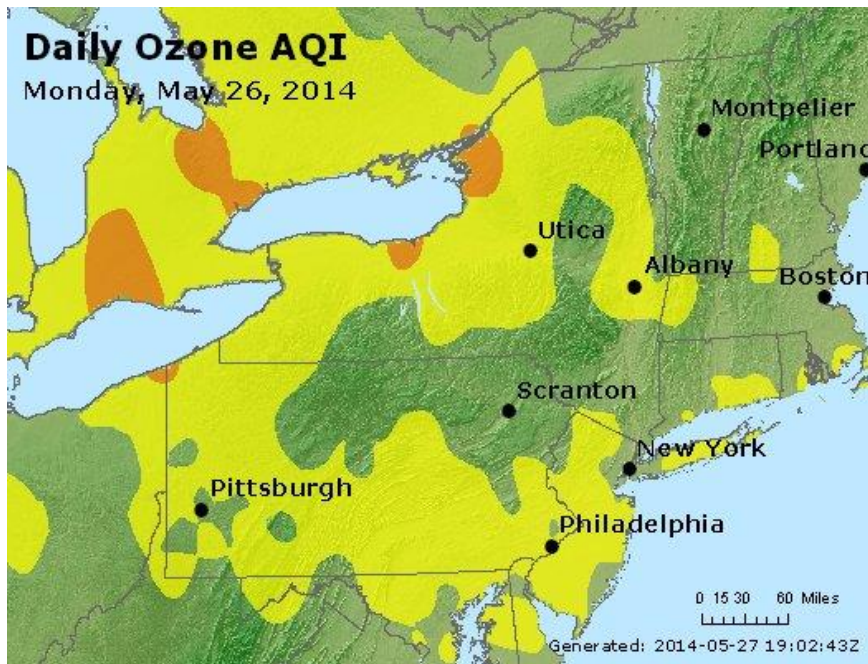 Daily Ozone AQI
Monday, May 26, 2014
Montpelier
Portland
Utica
Albany
Boston
Scranton
New York
Pittsburgh
Philadelphia
0 15 30 60 Miles
Generated: 2014-05-27 19:02:43Z